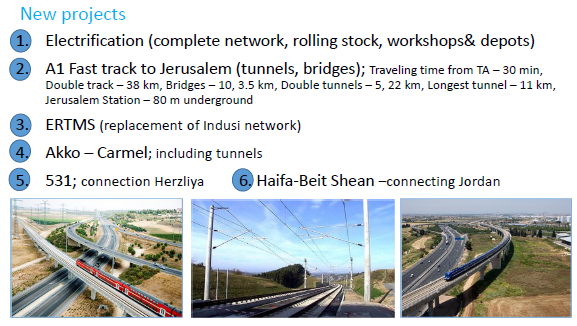 New projects
1. Electrification (complete network, rolling stock, workshops& depots)
2. A1 Fast track to Jerusalem (tunnels, bridges); Traveling time from TA – 30 min,
Double track – 38 km, Bridges – 10, 3.5 km, Double tunnels – 5, 22 km, Longest tunnel – 11 km,
Jerusalem Station – 80 m underground
3. ERTMS (replacement of Indusi network)
4. Akko – Carmel; including tunnels
5. 531; connection Herzliya 6. Haifa-Beit Shean –connecting Jordan